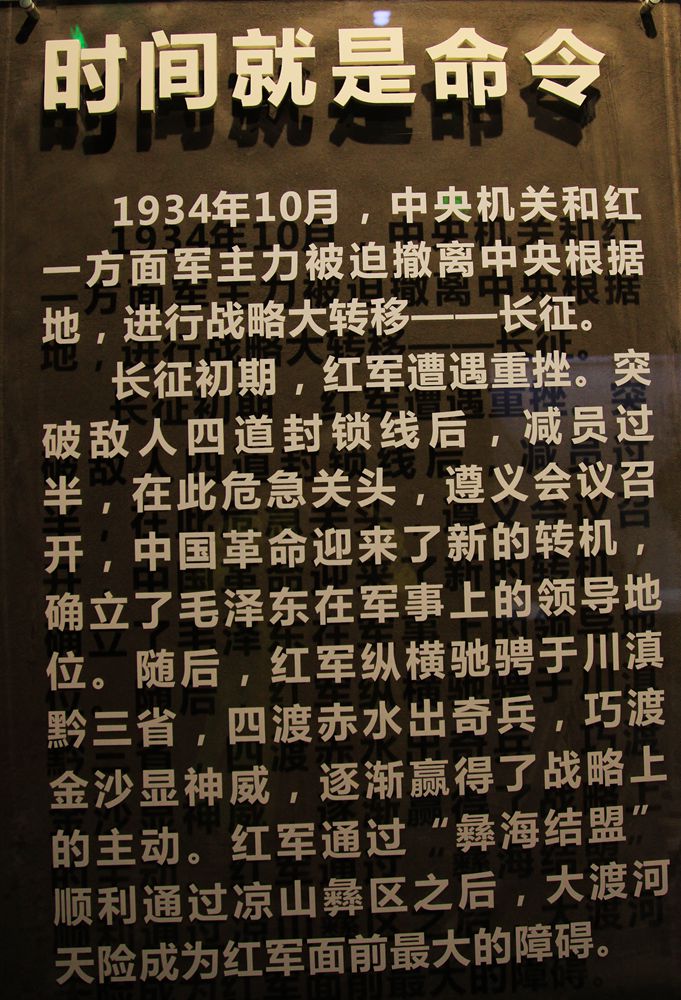 时间就是命令
1934年10月，中央机关和红
一方面军主力被迫撤离中央根据
地，进行战略大转移——长征。
长征初期，红军遭遇重挫。突
破敌人四道封锁线后，减员过
半，在此危急关头，遵义会议召
开，中国革命迎来了新的转机，
确立了毛泽东在军事上的领导地
位。随后，红军纵横驰骋于川滇
黔三省，四渡赤水出奇兵，巧渡
金沙显神威，逐渐赢得了战略上
的主动。红军通过“彝海结盟”
顺利通过凉山彝区之后，大渡河
天险成为红军面前最大的障碍。